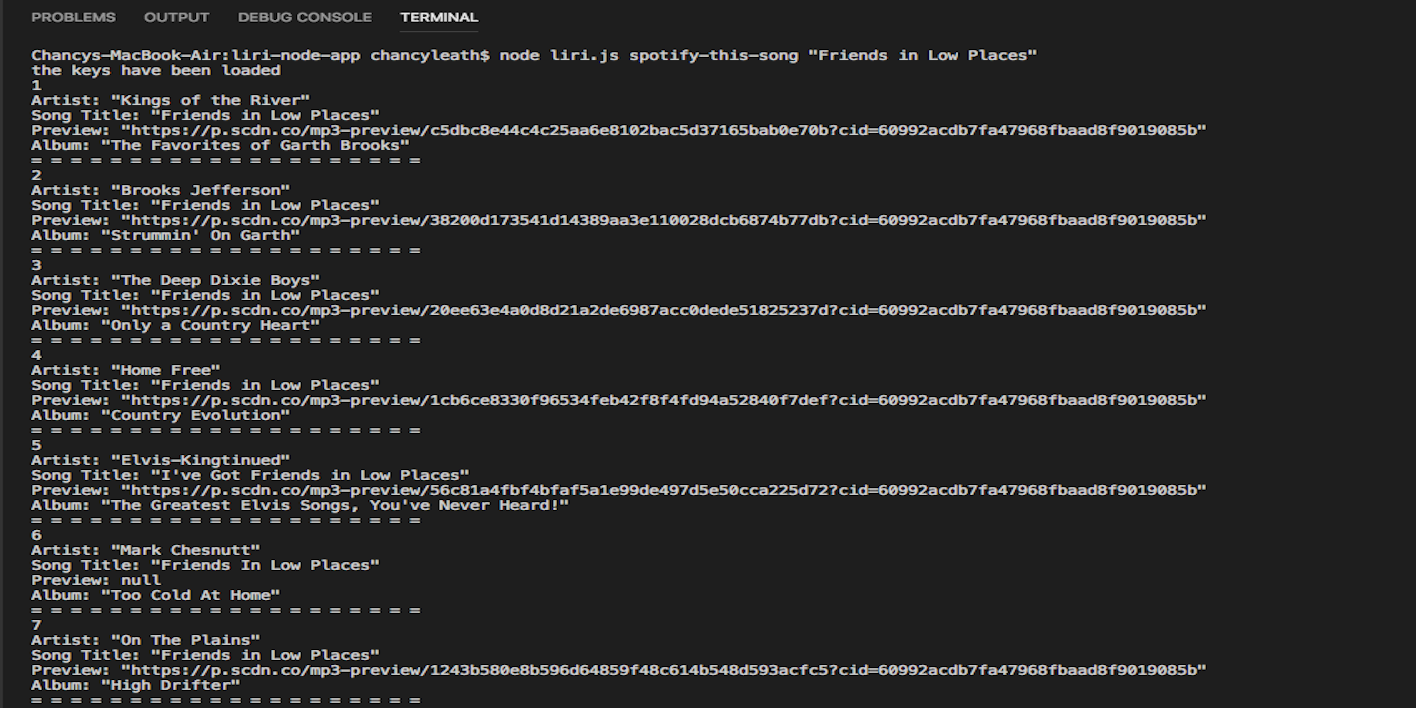 PROBLEMS OUTPUT DEBUG CONSOLE TERMINAL
Chancys-MacBook-Air:liri-node-app chancyleath$ node liri.js spotify-this-song "Friends in Low Places"
the keys have been loaded
1
Artist: "Kings of the River"
Song Title: "Friends in Low Places"
Preview: "https://p.scdn.co/mp3-preview/c5dbc8e44c4c25aa6e8102bac5d37165bab0e70b?cid=60992acdb7fa47968fbaad8f9019085b"
Album: "The Favorites of Garth Brooks"
= = = = = = = = = = = = = = = = = = = =
2
Artist: "Brooks Jefferson"
Song Title: "Friends in Low Places"
Preview: "https://p.scdn.co/mp3-preview/38200d173541d14389aa3e110028dcb6874b77db?cid=60992acdb7fa47968fbaad8f9019085b"
Album: "Strummin' On Garth"
= = = = = = = = = = = = = = = = = = = =
3
Artist: "The Deep Dixie Boys"
Song Title: "Friends in Low Places"
Preview: "https://p.scdn.co/mp3-preview/20ee63e4a0d8d21a2de6987acc0dede51825237d?cid=60992acdb7fa47968fbaad8f9019085b"
Album: "Only a Country Heart"
= = = = = = = = = = = = = = = = = = = =
4
Artist: "Home Free"
Song Title: "Friends in Low Places"
Preview: "https://p.scdn.co/mp3-preview/1cb6ce8330f96534feb42f8f4fd94a52840f7def?cid=60992acdb7fa47968fbaad8f9019085b"
Album: "Country Evolution"
= = = = = = = = = = = = = = = = = = = =
5
Artist: "Elvis-Kingtinued"
Song Title: "I've Got Friends in Low Places"
Preview: "https://p.scdn.co/mp3-preview/56c81a4fbf4bfaf5a1e99de497d5e50cca225d72?cid=60992acdb7fa47968fbaad8f9019085b"
Album: "The Greatest Elvis Songs, You've Never Heard!"
= = = = = = = = = = = = = = = = = = = =
6
Artist: "Mark Chesnutt"
Song Title: "Friends In Low Places"
Preview: null
Album: "Too Cold At Home"
= = = = = = = = = = = = = = = = = = = =
7
Artist: "On The Plains"
Song Title: "Friends in Low Places"
Preview: "https://p.scdn.co/mp3-preview/1243b580e8b596d64859f48c614b548d593acfc5?cid=60992acdb7fa47968fbaad8f9019085b"
Album: "High Drifter"
= = = = = = = = = = = = = = = = = = = =